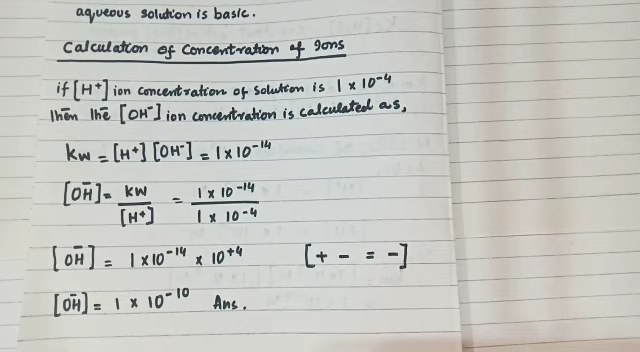 aqueous solution is basic.
Calculation of Concentration of Ions
if [H⁺] ion concentration of solution is 1 x 10⁻⁴
Then the [OH⁻] ion concentration is calculated as,
Kw = [H⁺] [OH⁻] = 1x10⁻¹⁴
[OH⁻] = Kw / [H⁺] = 1 x 10⁻¹⁴ / 1 x 10⁻⁴
[OH⁻] = 1 x 10⁻¹⁴ x 10⁺⁴ [+ - = -]
[OH⁻] = 1 x 10⁻¹⁰ Ans.